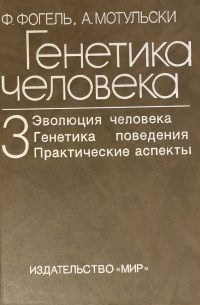 Ф. ФОГЕЛЬ, А. МОТУЛЬСКИ
Генетика
человека
3
Эволюция человека
Генетика поведения
Практические аспекты
ИЗДАТЕЛЬСТВО «МИР»